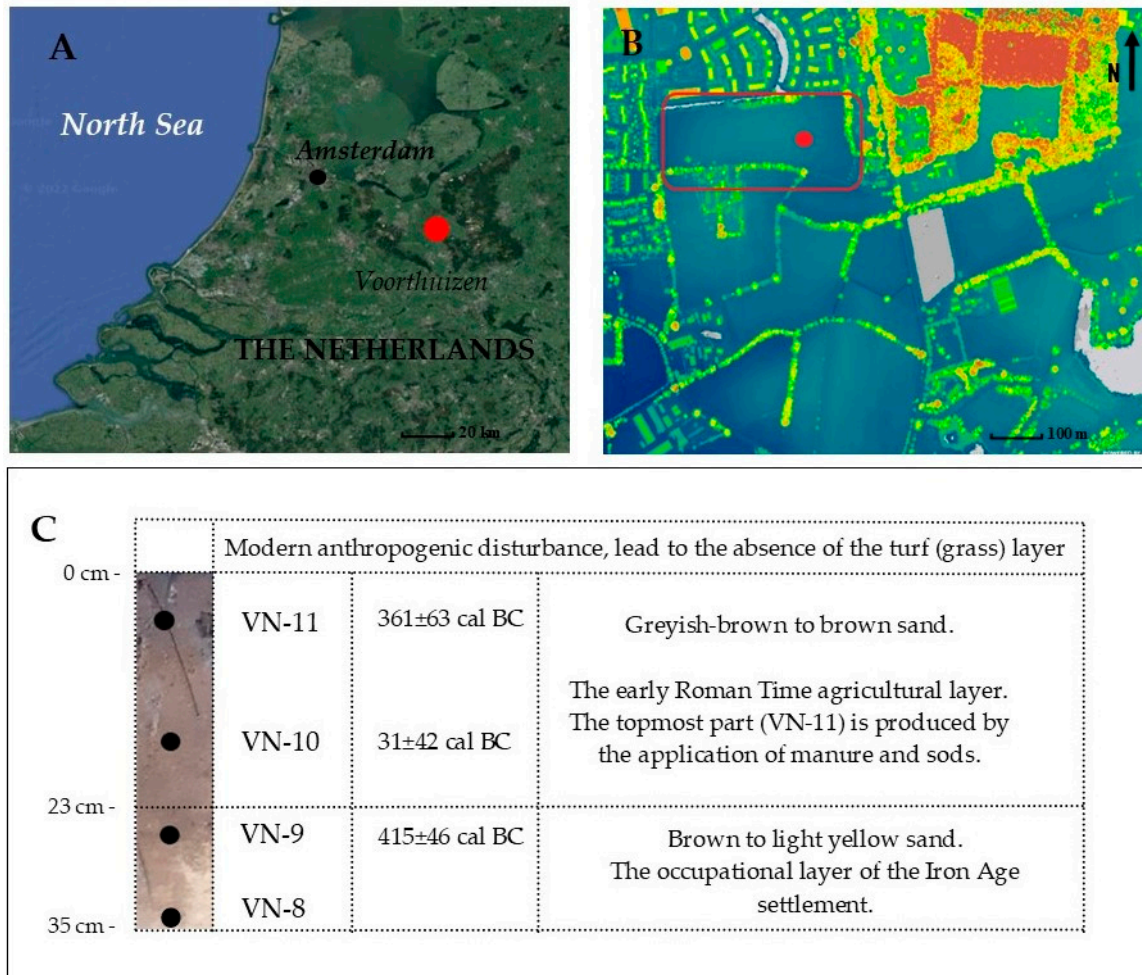 A
North Sea
© 2022 Google
Amsterdam
Voorthuizen
THE NETHERLANDS
20 km
B
N
100 m
C
Modern anthropogenic disturbance, lead to the absence of the turf (grass) layer
0 cm -
VN-11
361±63 cal BC
Greyish-brown to brown sand.
The early Roman Time agricultural layer.
The topmost part (VN-11) is produced by
the application of manure and sods.
VN-10
31±42 cal BC
23 cm -
VN-9
415±46 cal BC
Brown to light yellow sand.
The occupational layer of the Iron Age
settlement.
VN-8
35 cm -